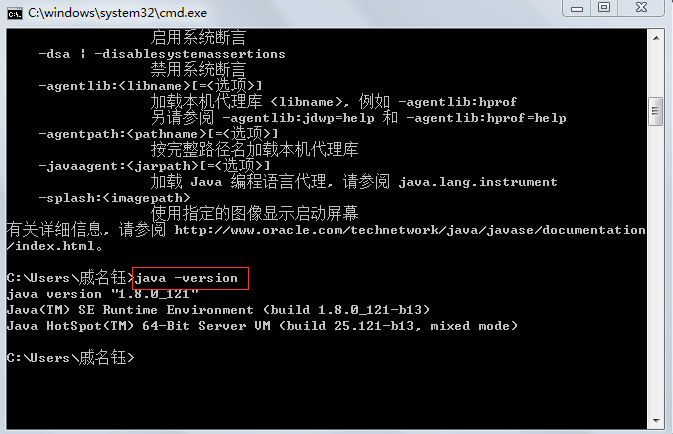 C:\windows\system32\cmd.exe
启用系统断言
-dsa | -disablesystemassertions
禁用系统断言
-agentlib:<libname>[=<选项>]
加载本机代理库 <libname>, 例如 -agentlib:hprof
另请参阅 -agentlib:jdwp=help 和 -agentlib:hprof=help
-agentpath:<pathname>[=<选项>]
按完整路径名加载本机代理库
-javaagent:<jarpath>[=<选项>]
加载 Java 编程语言代理, 请参阅 java.lang.instrument
-splash:<imagepath>
使用指定的图像显示启动屏幕
有关详细信息, 请参阅 http://www.oracle.com/technetwork/java/javase/documentation
/index.html。
C:\Users\戚名钰>java -version
java version "1.8.0_121"
Java(TM) SE Runtime Environment (build 1.8.0_121-b13)
Java HotSpot(TM) 64-Bit Server VM (build 25.121-b13, mixed mode)
C:\Users\戚名钰>